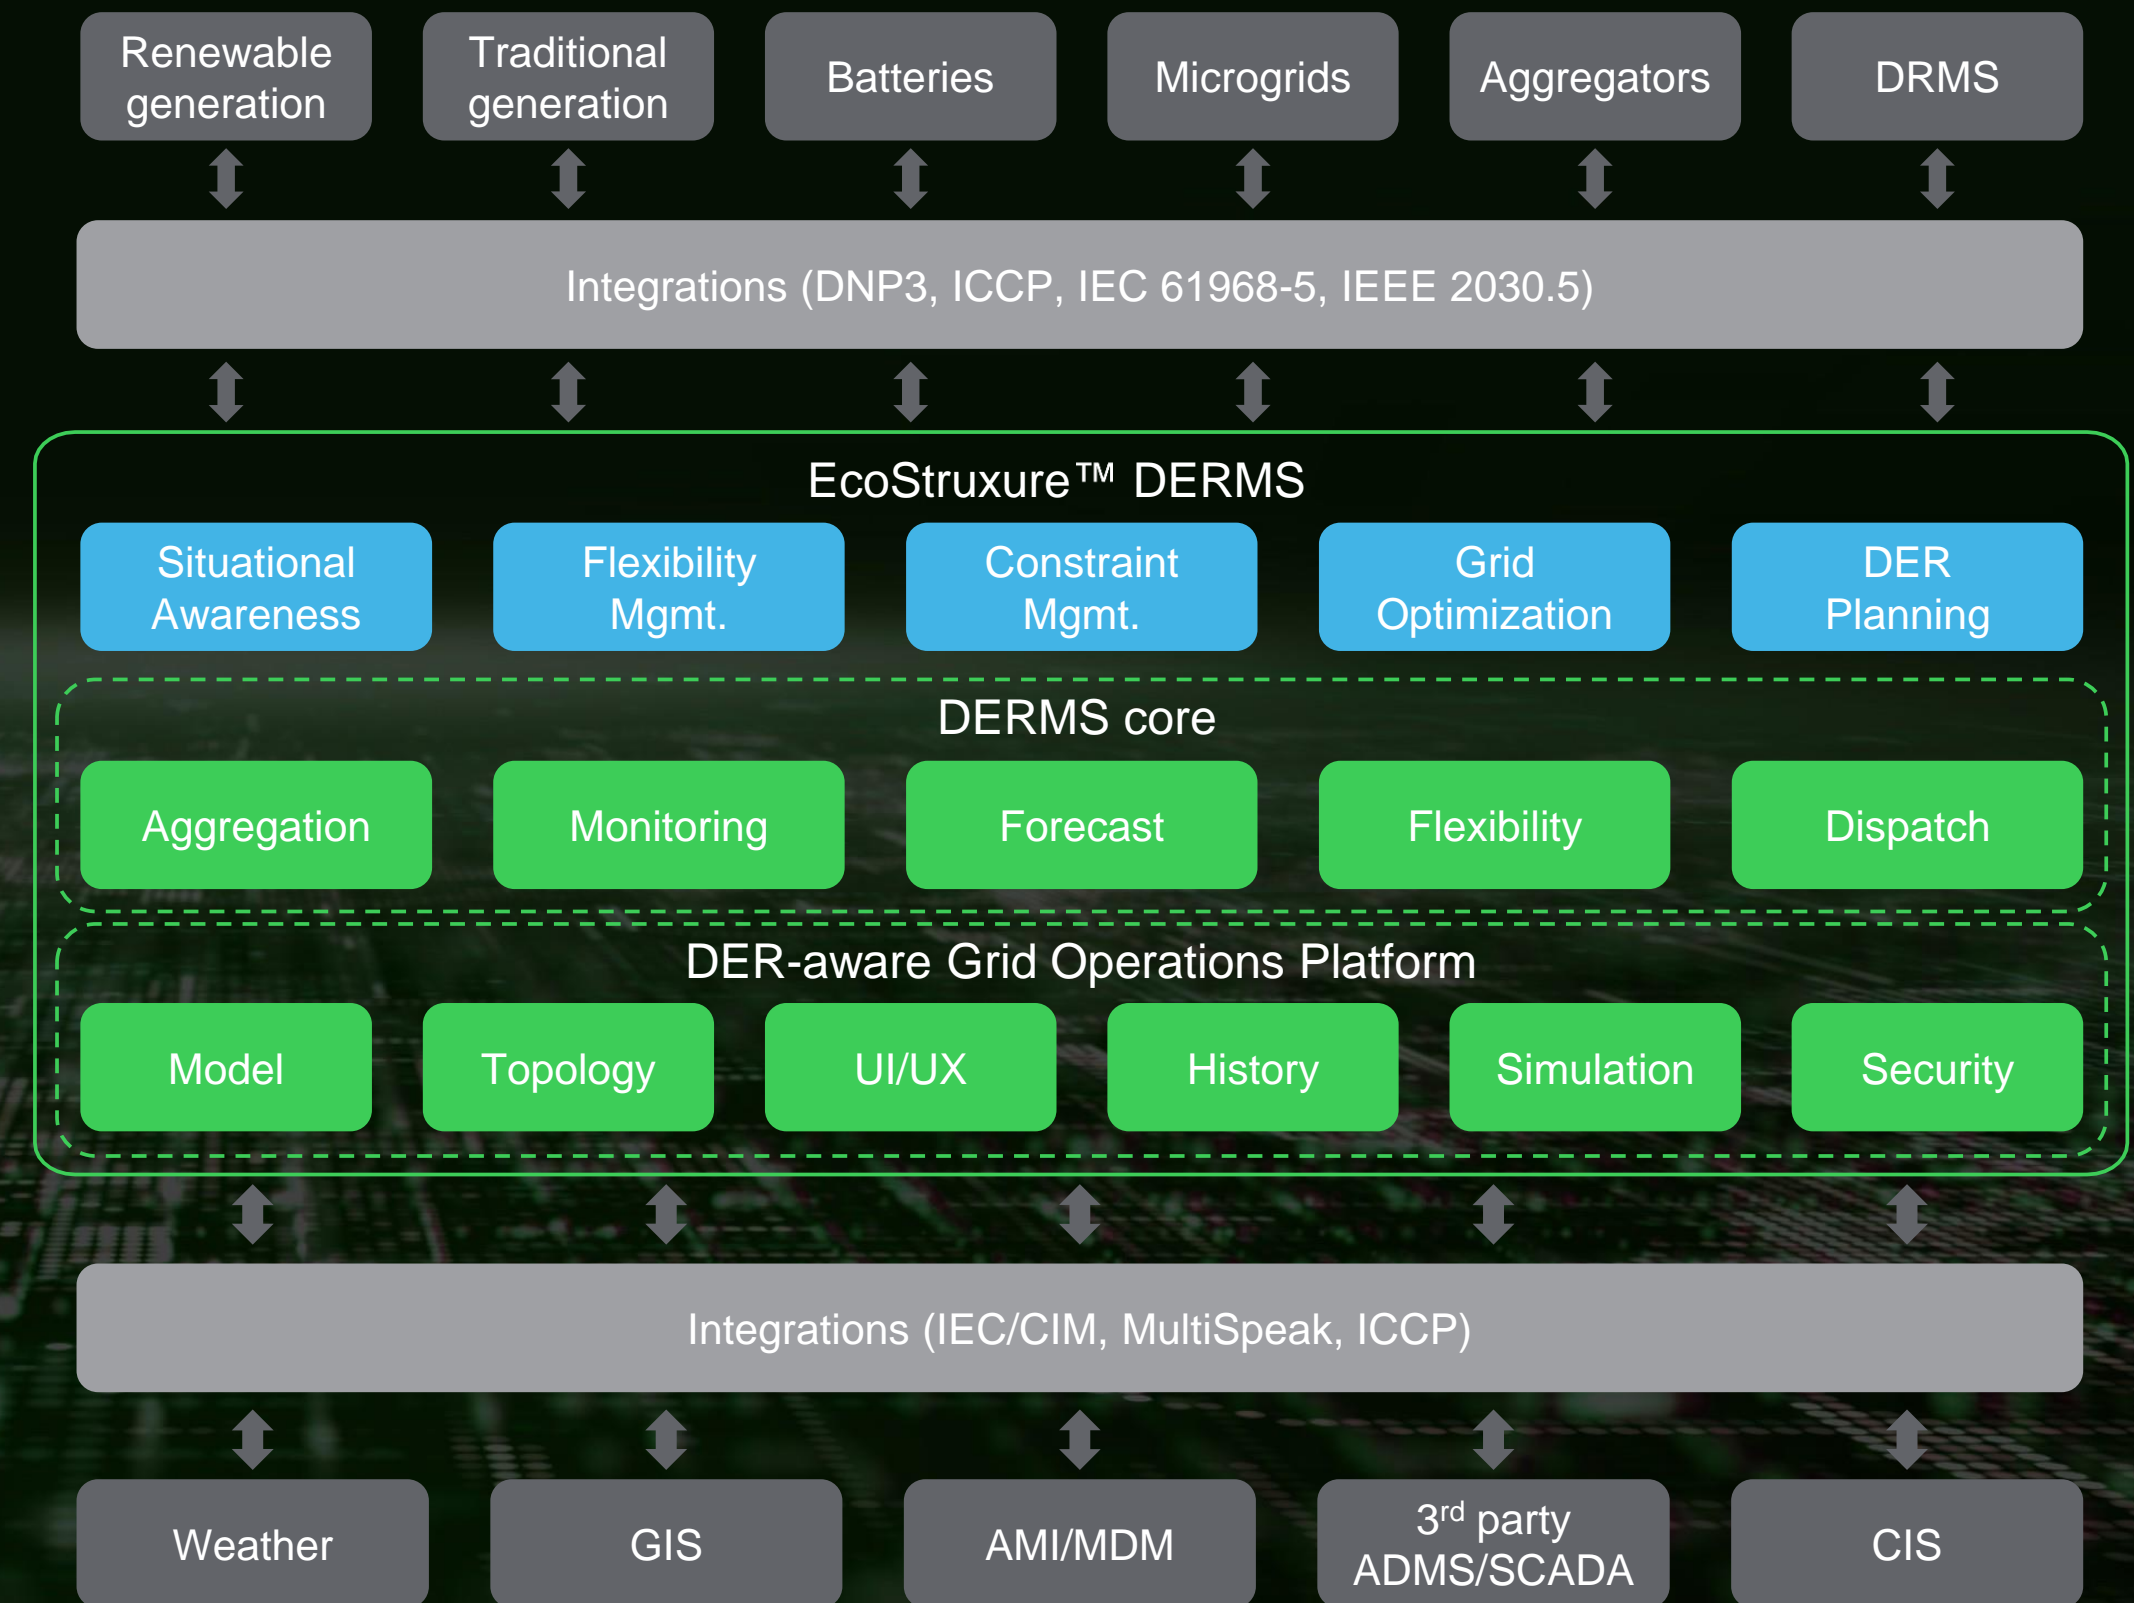 Renewable
generation
Traditional
generation
Batteries
Microgrids
Aggregators
DRMS
Integrations (DNP3, ICCP, IEC 61968-5, IEEE 2030.5)
EcoStruxure™ DERMS
Situational
Awareness
Flexibility
Mgmt.
Constraint
Mgmt.
Grid
Optimization
DER
Planning
DERMS core
Aggregation
Monitoring
Forecast
Flexibility
Dispatch
DER-aware Grid Operations Platform
Model
Topology
UI/UX
History
Simulation
Security
Integrations (IEC/CIM, MultiSpeak, ICCP)
Weather
GIS
AMI/MDM
3rd party
ADMS/SCADA
CIS